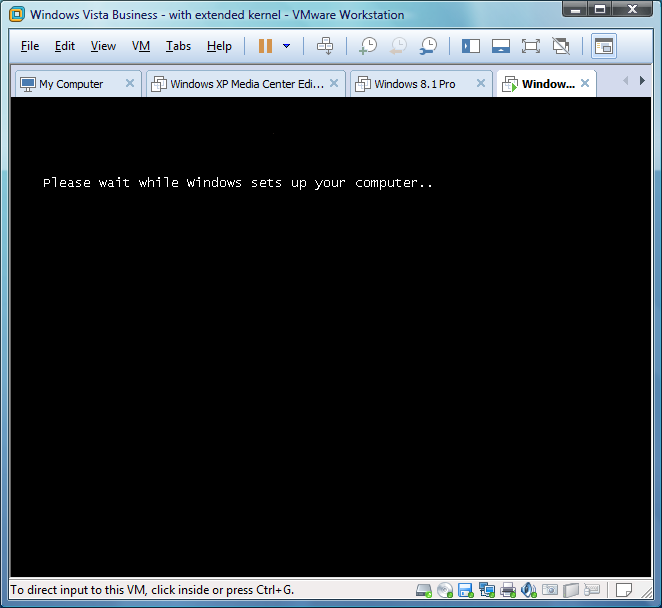 Windows Vista Business - with extended kernel - VMware Workstation
File Edit View VM Tabs Help
My Computer Windows XP Media Center Edi... Windows 8.1 Pro Window...
Please wait while Windows sets up your computer..
To direct input to this VM, click inside or press Ctrl+G.